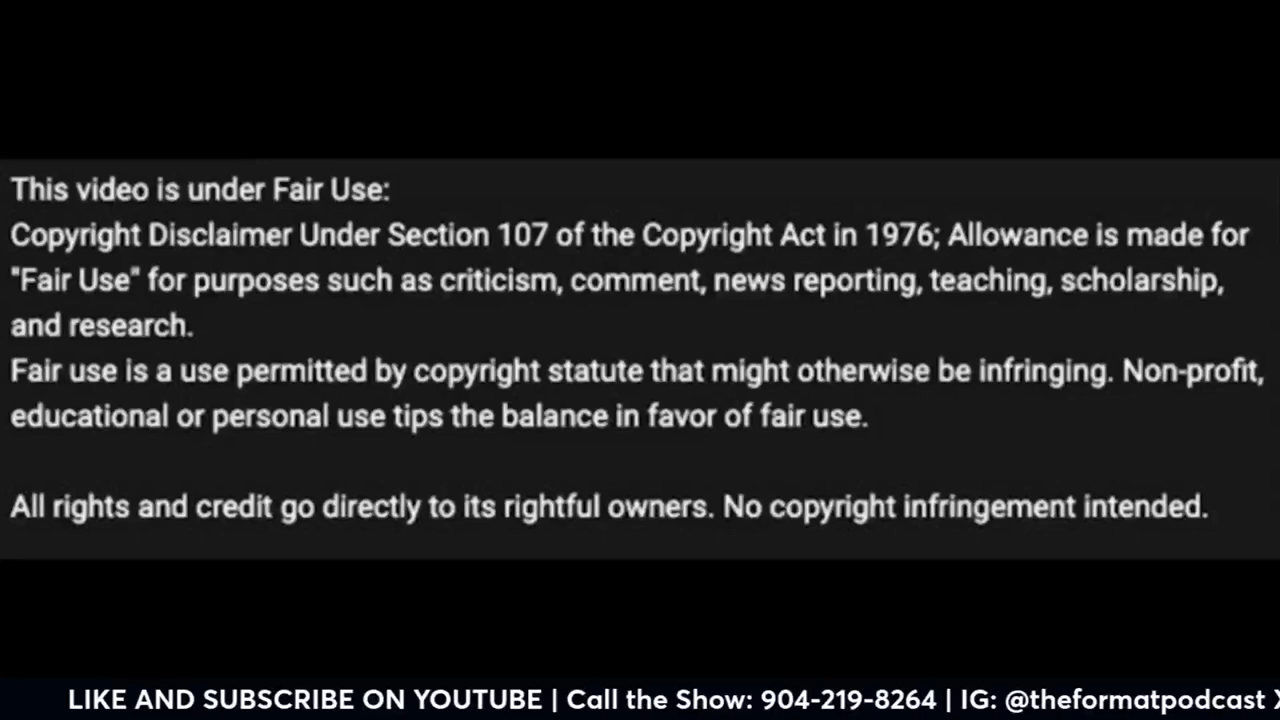 This video is under Fair Use:
Copyright Disclaimer Under Section 107 of the Copyright Act in 1976; Allowance is made for
"Fair Use" for purposes such as criticism, comment, news reporting, teaching, scholarship,
and research.
Fair use is a use permitted by copyright statute that might otherwise be infringing. Non-profit,
educational or personal use tips the balance in favor of fair use.
All rights and credit go directly to its rightful owners. No copyright infringement intended.
LIKE AND SUBSCRIBE ON YOUTUBE | Call the Show: 904-219-8264 | IG: @theformatpodcast